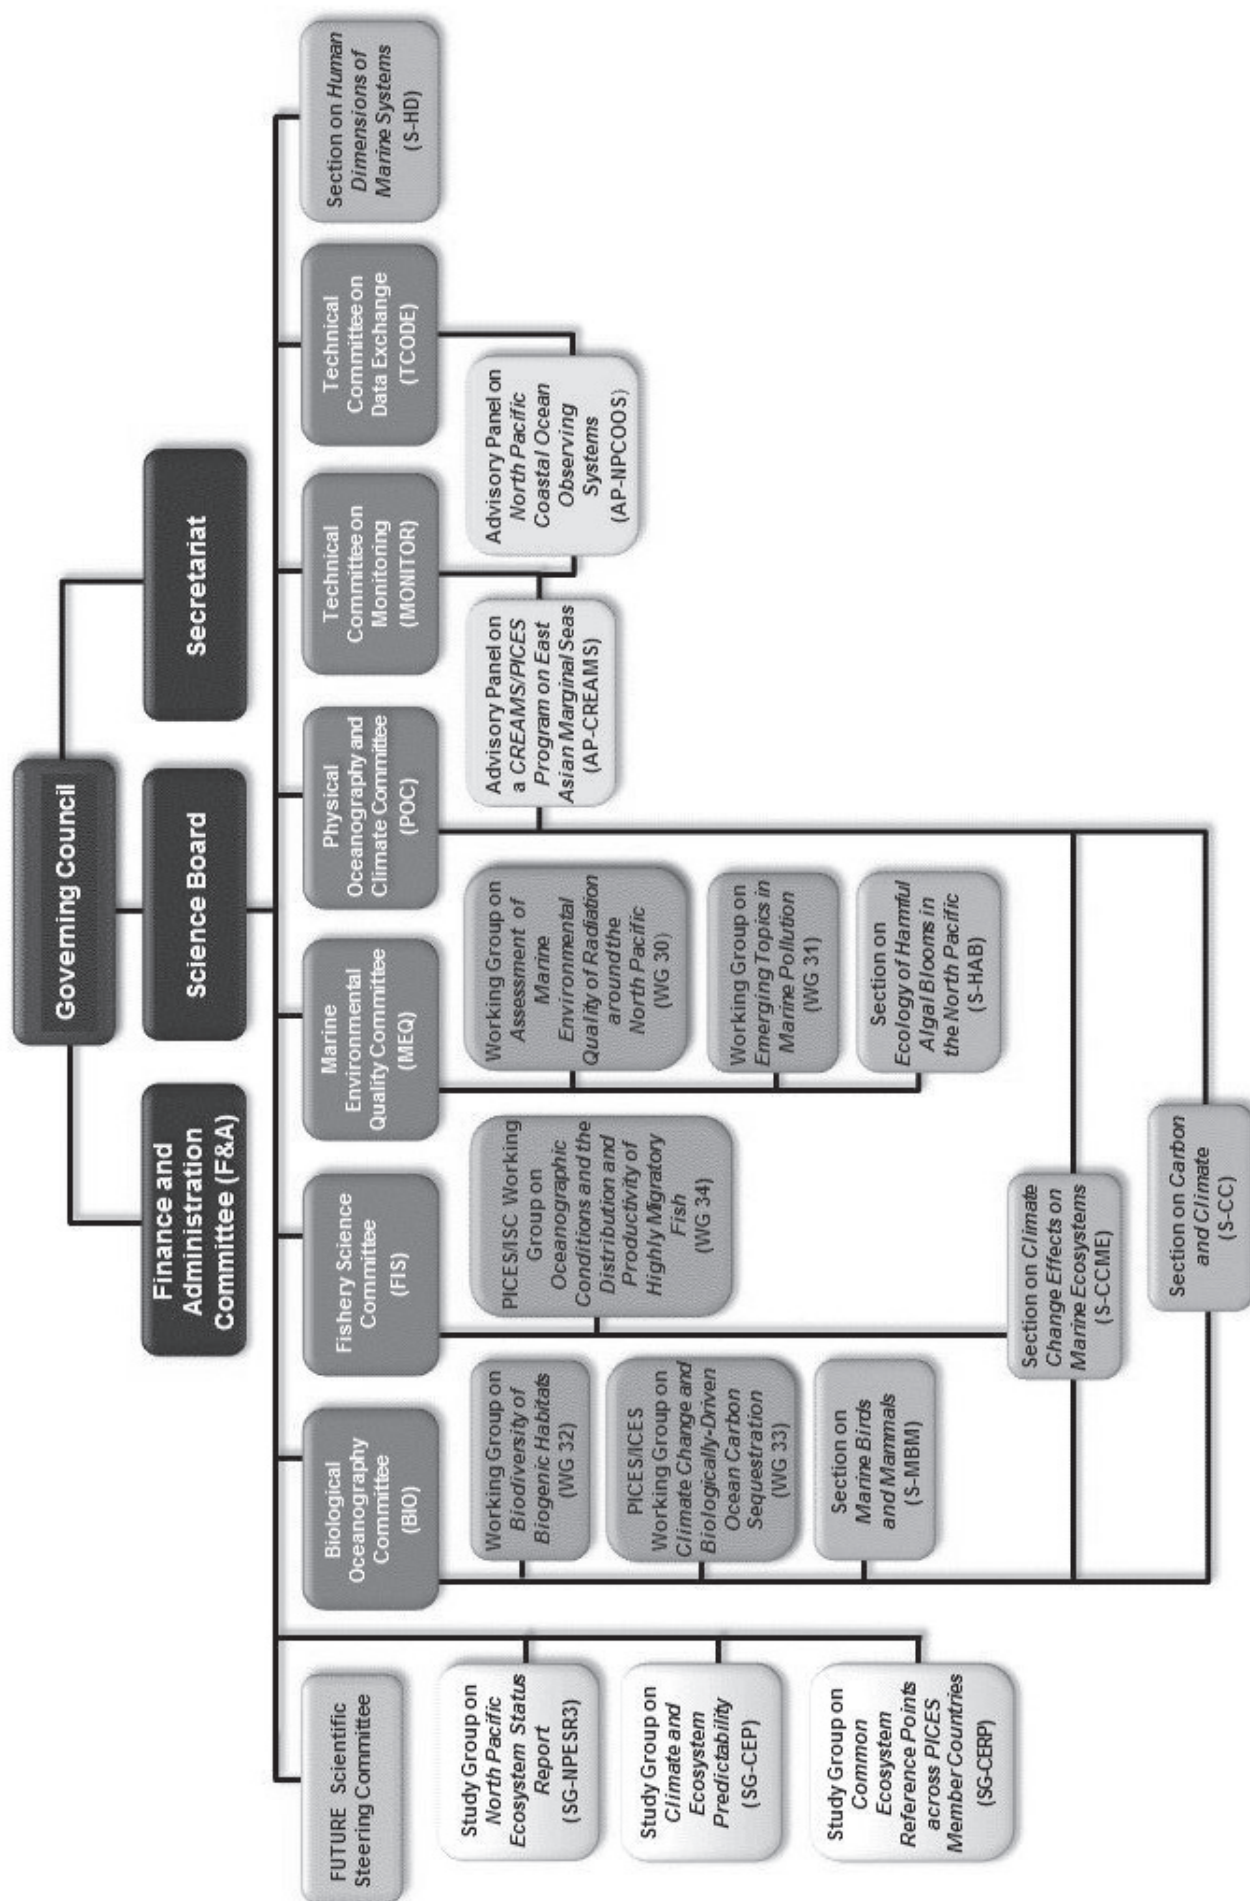 Governing Council
Finance and
Administration
Committee (F&A)
Science Board
Secretariat
FUTURE Scientific
Steering Committee
Biological
Oceanography
Committee
(BIO)
Fishery Science
Committee
(FIS)
Marine
Environmental
Quality Committee
(MEQ)
Physical
Oceanography and
Climate Committee
(POC)
Technical
Committee on
Monitoring
(MONITOR)
Technical
Committee on
Data Exchange
(TCODE)
Section on Human
Dimensions of
Marine Systems
(S-HD)
Study Group on
North Pacific
Ecosystem Status
Report
(SG-NPESR3)
Study Group on
Climate and
Ecosystem
Predictability
(SG-CEP)
Study Group on
Common
Ecosystem
Reference Points
across PICES
Member Countries
(SG-CERP)
Working Group on
Biodiversity of
Biogenic Habitats
(WG 32)
PICES/ICES
Working Group on
Climate Change and
Biologically-Driven
Ocean Carbon
Sequestration
(WG 33)
Section on
Marine Birds
and Mammals
(S-MBM)
PICES/ISC Working
Group on
Oceanographic
Conditions and the
Distribution and
Productivity of
Highly Migratory
Fish
(WG 34)
Working Group on
Assessment of
Marine
Environmental
Quality of Radiation
around the
North Pacific
(WG 30)
Working Group on
Emerging Topics in
Marine Pollution
(WG 31)
Section on
Ecology of Harmful
Algal Blooms in
the North Pacific
(S-HAB)
Advisory Panel on
a CREAMS/PICES
Program on East
Asian Marginal Seas
(AP-CREAMS)
Advisory Panel on
North Pacific
Coastal Ocean
Observing
Systems
(AP-NPCOOS)
Section on Climate
Change Effects on
Marine Ecosystems
(S-CCME)
Section on Carbon
and Climate
(S-CC)